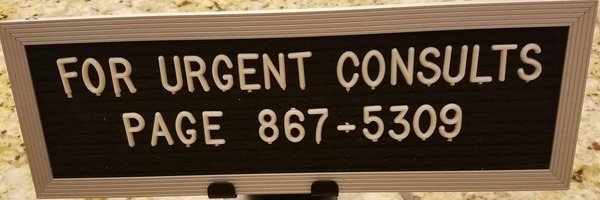 FOR URGENT CONSULTS
PAGE 867-5309